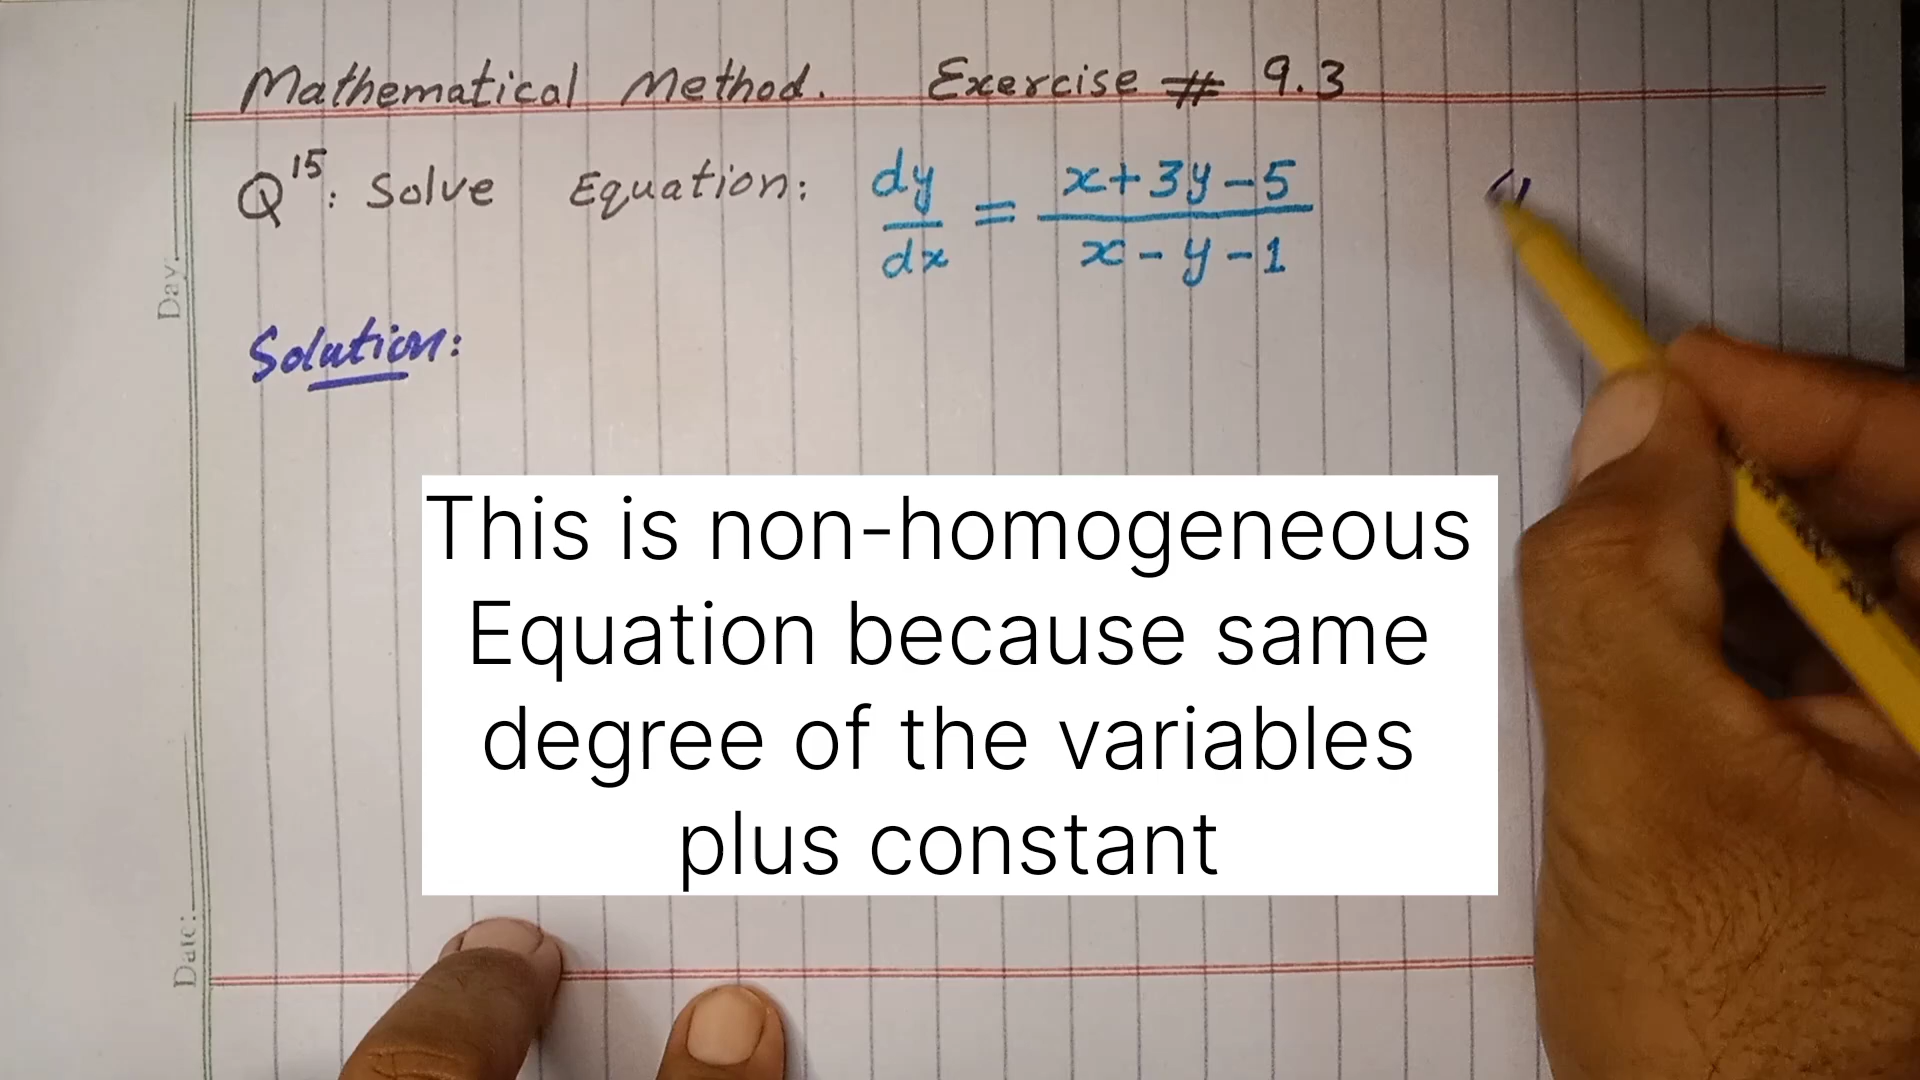 Mathematical Method. Exercise # 9.3
Q15: Solve Equation: dy/dx = x+3y-5 / x-y-1
Solution:
This is non-homogeneous
Equation because same
degree of the variables
plus constant
Day:
Date: